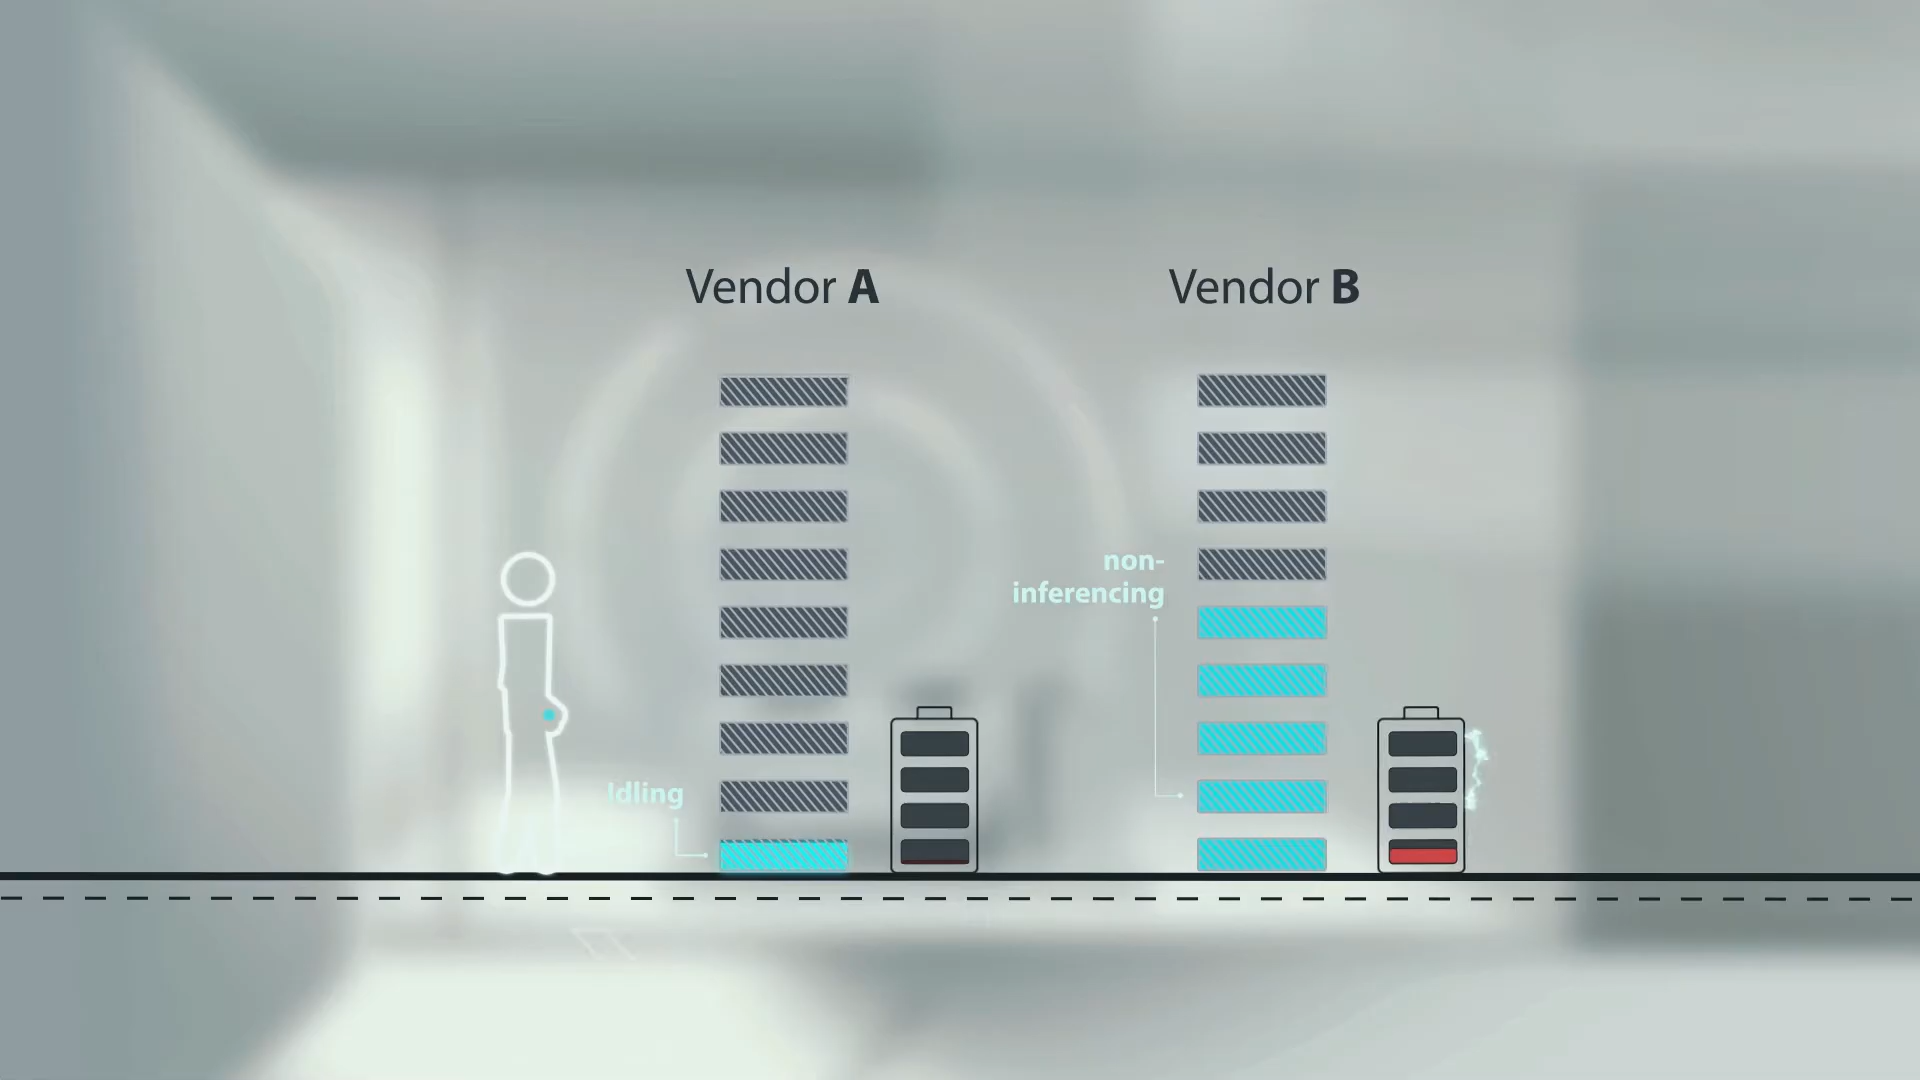 Vendor A
Vendor B
non-
inferencing
Idling